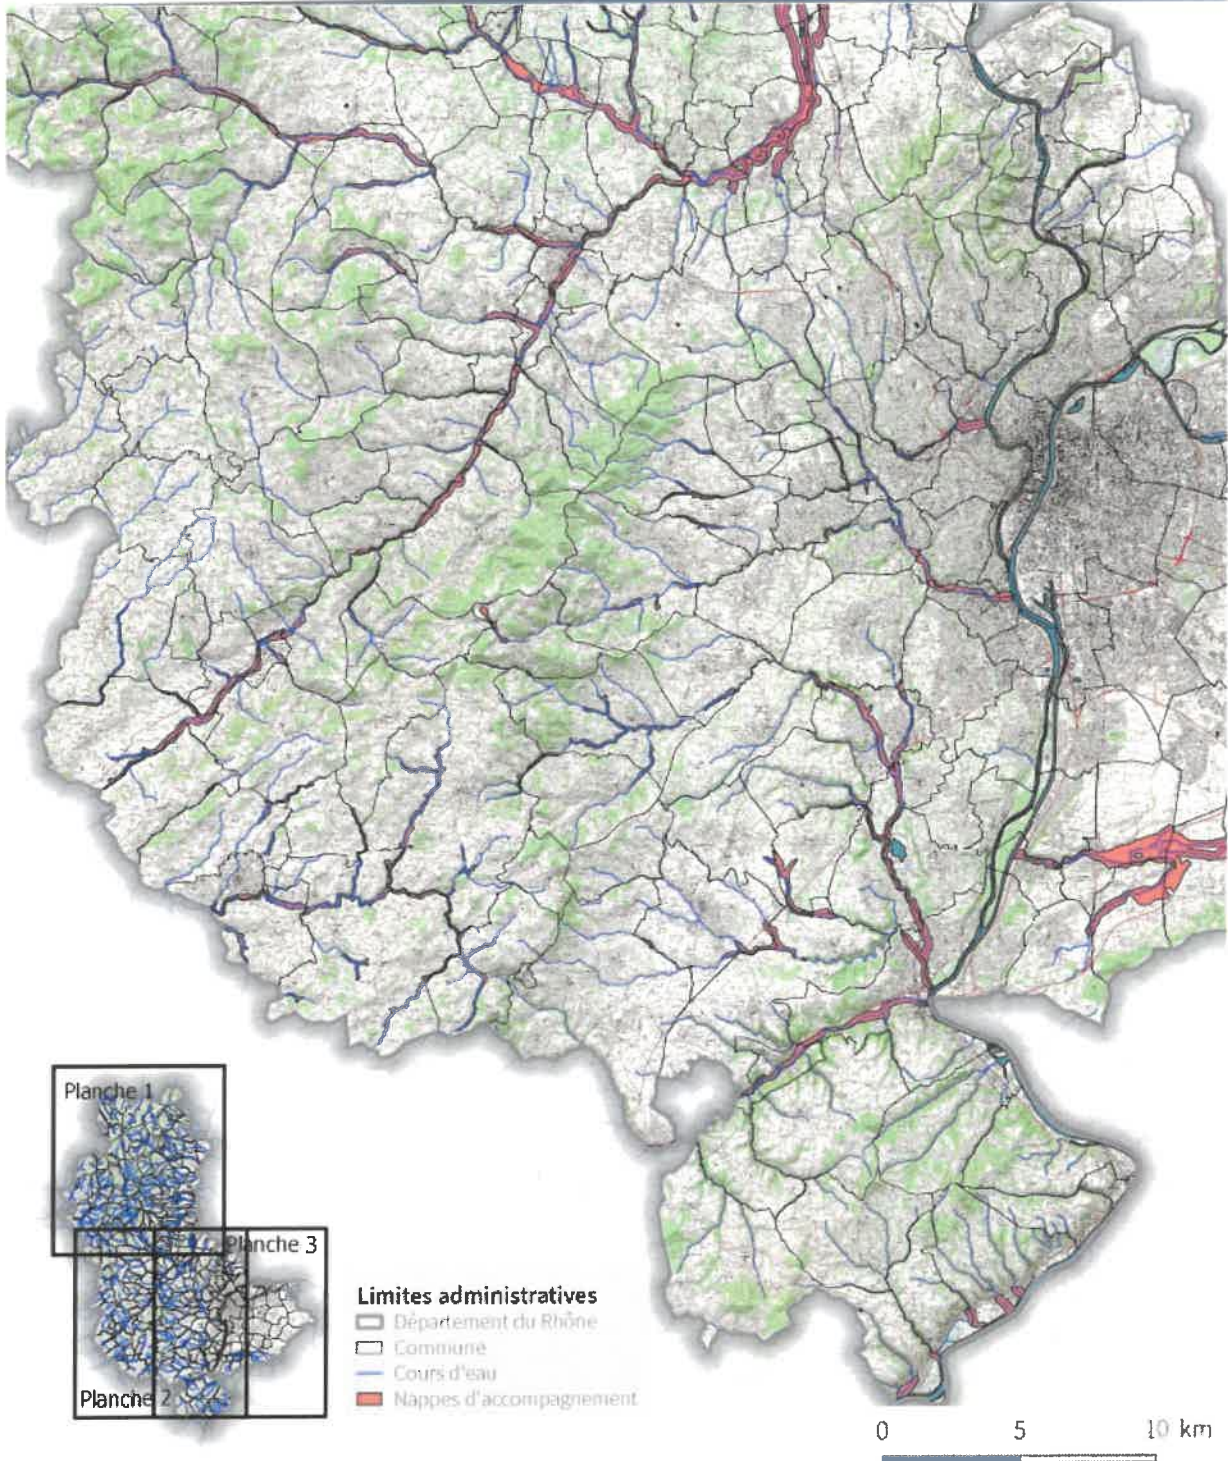 Planche 1
Planche 3
Planche 2
Limites administratives
Département du Rhône
Commune
Cours d'eau
Nappes d'accompagnement
0 5 10 km